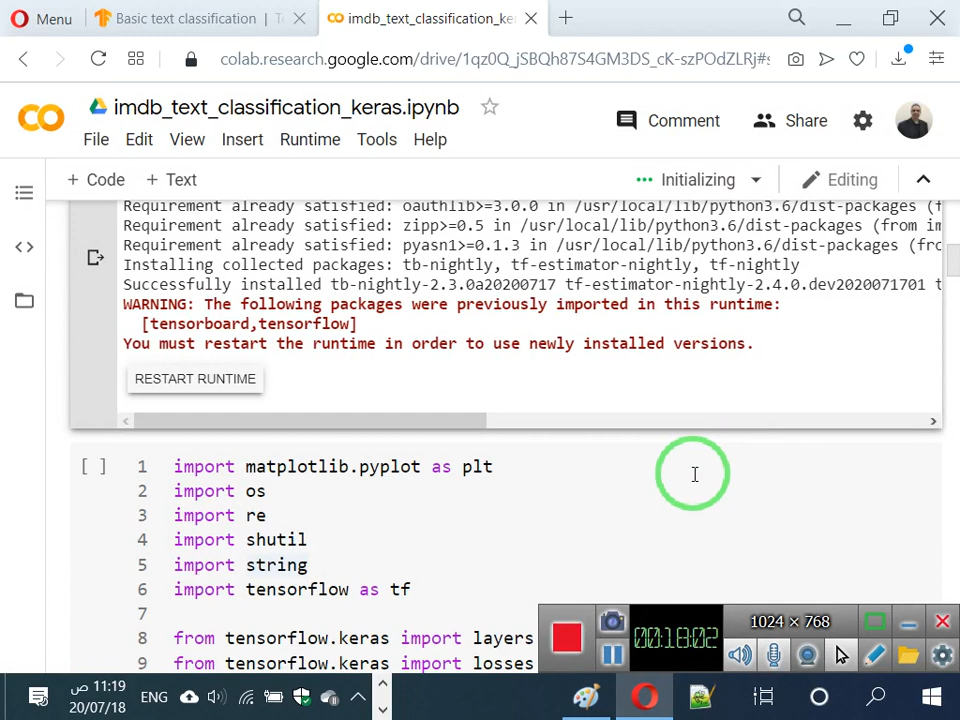 Menu
Basic text classification
imdb_text_classification_ke
colab.research.google.com/drive/1qz0Q_jSBQh87S4GM3DS_cK-szPOdZLRj#s
imdb_text_classification_keras.ipynb
Comment
Share
File Edit View Insert Runtime Tools Help
+ Code + Text
Initializing
Editing
Requirement already satisfied: oauthlib>=3.0.0 in /usr/local/lib/python3.6/dist-packages (f
Requirement already satisfied: zipp>=0.5 in /usr/local/lib/python3.6/dist-packages (from im
Requirement already satisfied: pyasn1>=0.1.3 in /usr/local/lib/python3.6/dist-packages (fro
Installing collected packages: tb-nightly, tf-estimator-nightly, tf-nightly
Successfully installed tb-nightly-2.3.0a20200717 tf-estimator-nightly-2.4.0.dev2020071701 t
WARNING: The following packages were previously imported in this runtime:
[tensorboard,tensorflow]
You must restart the runtime in order to use newly installed versions.
RESTART RUNTIME
[ ] 1 import matplotlib.pyplot as plt
2 import os
3 import re
4 import shutil
5 import string
6 import tensorflow as tf
7
8 from tensorflow.keras import layers
9 from tensorflow.keras import losses
00:18:02
1024 × 768
11:19 ص
20/07/18
ENG